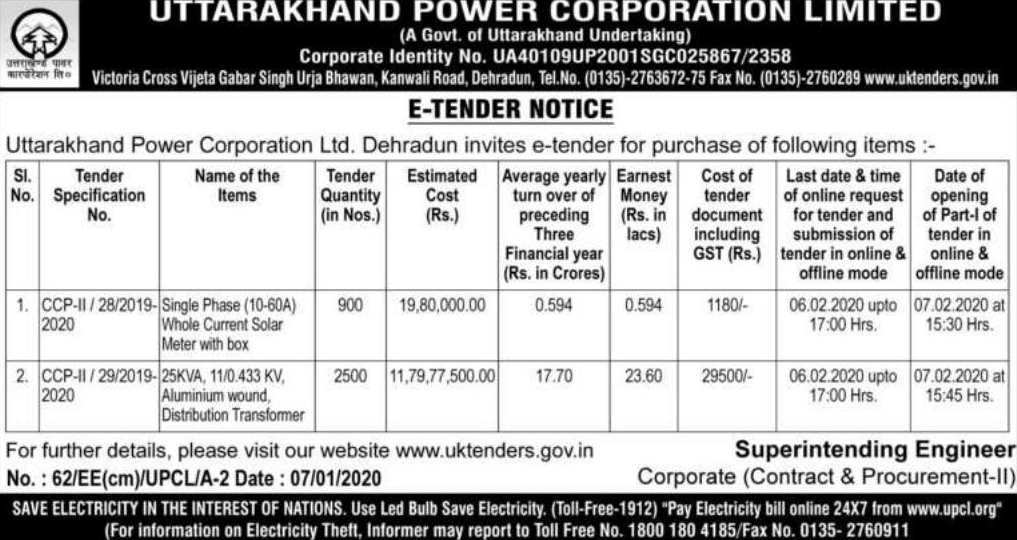 UTTARAKHAND POWER CORPORATION LIMITED
(A Govt. of Uttarakhand Undertaking)
Corporate Identity No. UA40109UP2001SGC025867/2358
उत्तराखण्ड पावर
कारपोरेशन लि०
Victoria Cross Vijeta Gabar Singh Urja Bhawan, Kanwali Road, Dehradun, Tel.No. (0135)-2763672-75 Fax No. (0135)-2760289 www.uktenders.gov.in
E-TENDER NOTICE
Uttarakhand Power Corporation Ltd. Dehradun invites e-tender for purchase of following items :-
Sl. No.
Tender Specification No.
Name of the Items
Tender Quantity (in Nos.)
Estimated Cost (Rs.)
Average yearly turn over of preceding Three Financial year (Rs. in Crores)
Earnest Money (Rs. in lacs)
Cost of tender document including GST (Rs.)
Last date & time of online request for tender and submission of tender in online & offline mode
Date of opening of Part-I of tender in online & offline mode
1. CCP-II / 28/2019- Single Phase (10-60A) 900 19,80,000.00 0.594 0.594 1180/- 06.02.2020 upto 07.02.2020 at
2020 Whole Current Solar 17:00 Hrs. 15:30 Hrs.
Meter with box
2. CCP-II / 29/2019- 25KVA, 11/0.433 KV, 2500 11,79,77,500.00 17.70 23.60 29500/- 06.02.2020 upto 07.02.2020 at
2020 Aluminium wound, 17:00 Hrs. 15:45 Hrs.
Distribution Transformer
For further details, please visit our website www.uktenders.gov.in
Superintending Engineer
No. : 62/EE(cm)/UPCL/A-2 Date : 07/01/2020
Corporate (Contract & Procurement-II)
SAVE ELECTRICITY IN THE INTEREST OF NATIONS. Use Led Bulb Save Electricity. (Toll-Free-1912) "Pay Electricity bill online 24X7 from www.upcl.org"
(For information on Electricity Theft, Informer may report to Toll Free No. 1800 180 4185/Fax No. 0135- 2760911